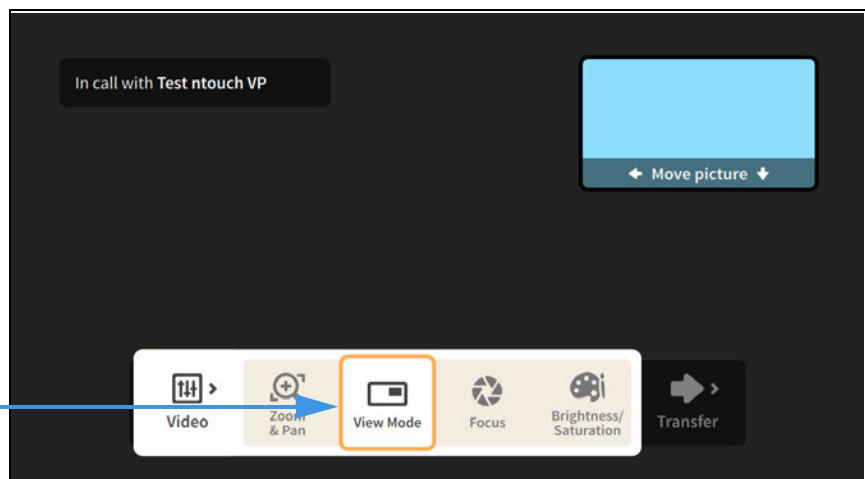 In call with Test ntouch VP
Move picture
Video
Zoom
& Pan
View Mode
Focus
Brightness/
Saturation
Transfer